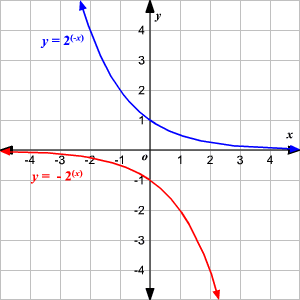 y
4
y = 2(-x)
3
2
1
x
-4 -3 -2 -1 o 1 2 3 4
-1
y = - 2(x)
-2
-3
-4